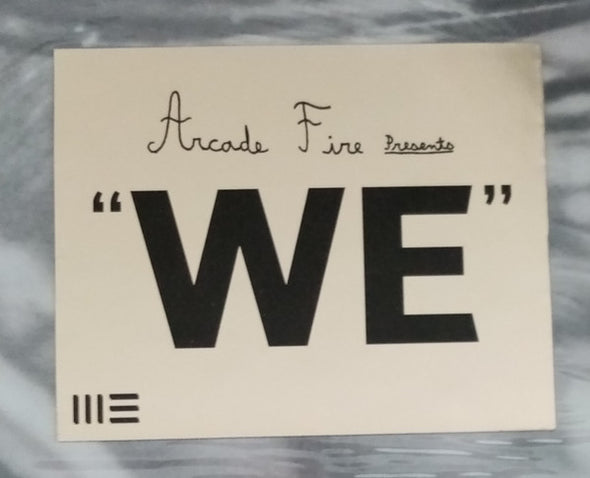 Arcade Fire Presents
“WE”